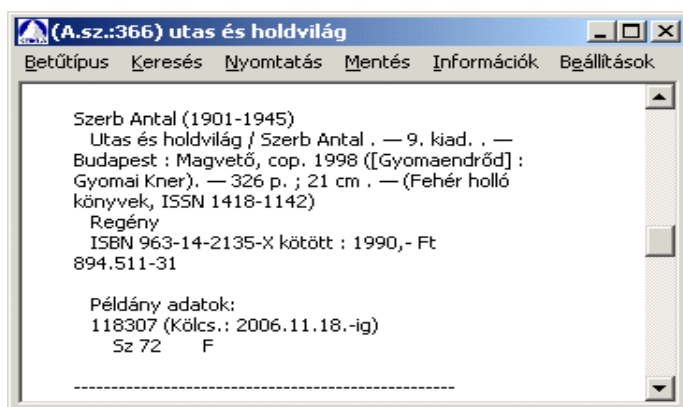 (A.sz.:366) utas és holdvilág
Betűtípus Keresés Nyomtatás Mentés Információk Beállítások
Szerb Antal (1901-1945)
Utas és holdvilág / Szerb Antal . — 9. kiad. . —
Budapest : Magvető, cop. 1998 ([Gyomaendrőd] :
Gyomai Kner). — 326 p. ; 21 cm . — (Fehér holló
könyvek, ISSN 1418-1142)
Regény
ISBN 963-14-2135-X kötött : 1990,- Ft
894.511-31
Példány adatok:
118307 (Kölcs.: 2006.11.18.-ig)
Sz 72 F
--------------------------------------------------